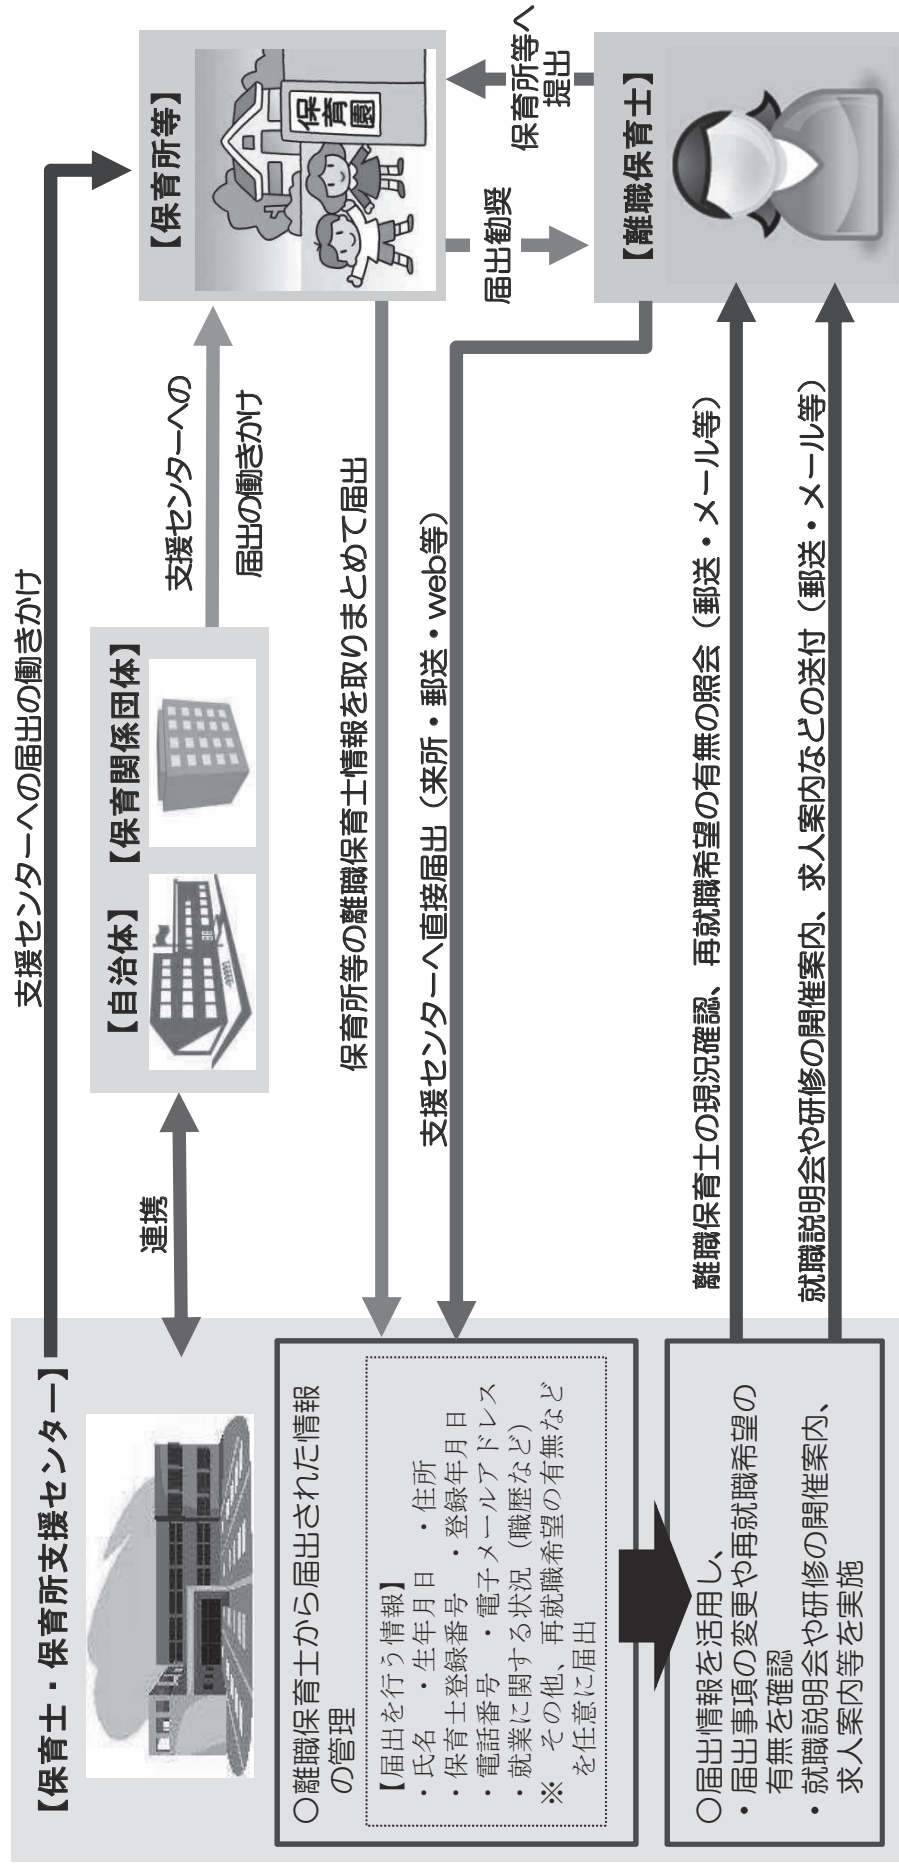 【保育士・保育所支援センター】
支援センターへの届出の働きかけ
連携
【自治体】
【保育関係団体】
支援センターへの
届出の働きかけ
【保育所等】
保育園
○離職保育士から届出された情報
の管理
【届出を行う情報】
・氏名 ・生年月日 ・住所
・保育士登録番号 ・登録年月日
・電話番号 ・電子メールアドレス
・就業に関する状況（職歴など）
※ その他、再就職希望の有無など
を任意に届出
保育所等の離職保育士情報を取りまとめて届出
支援センターへ直接届出（来所・郵送・web等）
届出勧奨
保育所等へ
提出
【離職保育士】
○届出情報を活用し、
・届出事項の変更や再就職希望の
有無を確認
・就職説明会や研修の開催案内、
求人案内等を実施
離職保育士の現況確認、再就職希望の有無の照会（郵送・メール等）
就職説明会や研修の開催案内、求人案内などの送付（郵送・メール等）